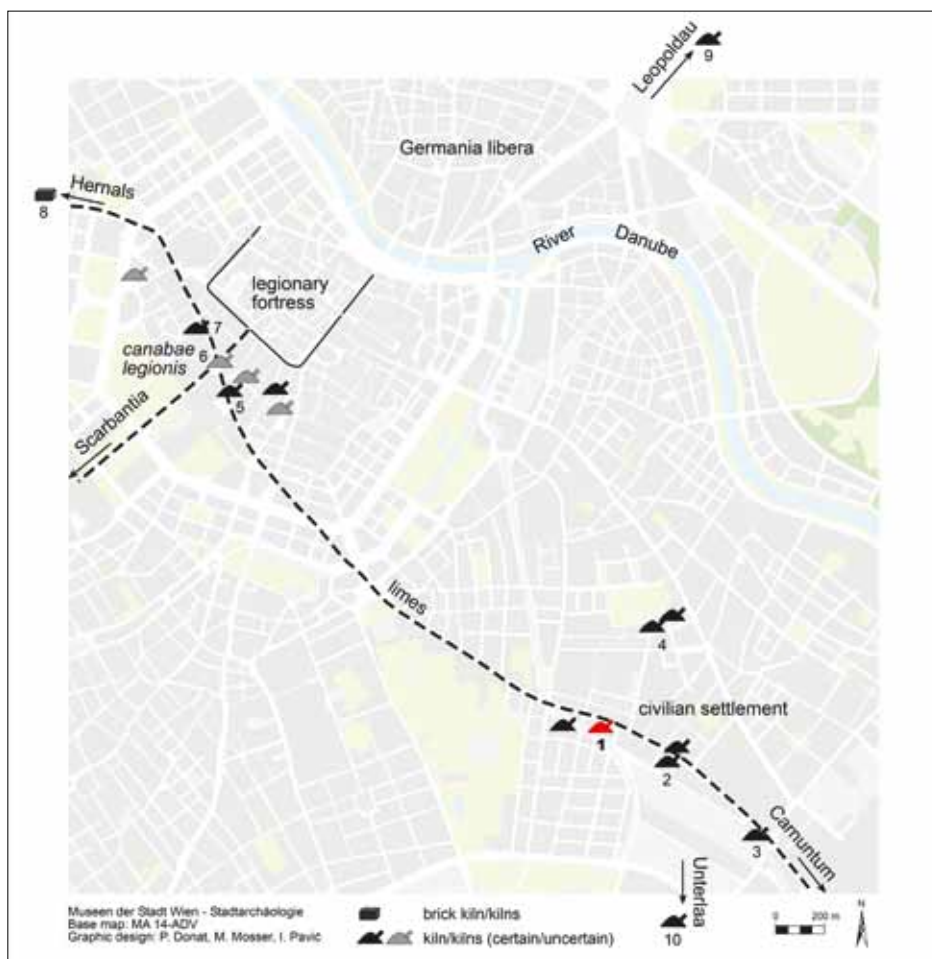 Leopoldau
9
Germania libera
Hernals
8
River Danube
legionary
fortress
7
canabae
legionis
6
5
Scarbantia
limes
4
civilian settlement
1
2
3
Carnuntum
Unterlaa
10
Museen der Stadt Wien - Stadtarchäologie
Base map: MA 14-ADV
Graphic design: P. Donat, M. Mosser, I. Pavić
brick kiln/kilns
kiln/kilns (certain/uncertain)
0 200 m
N